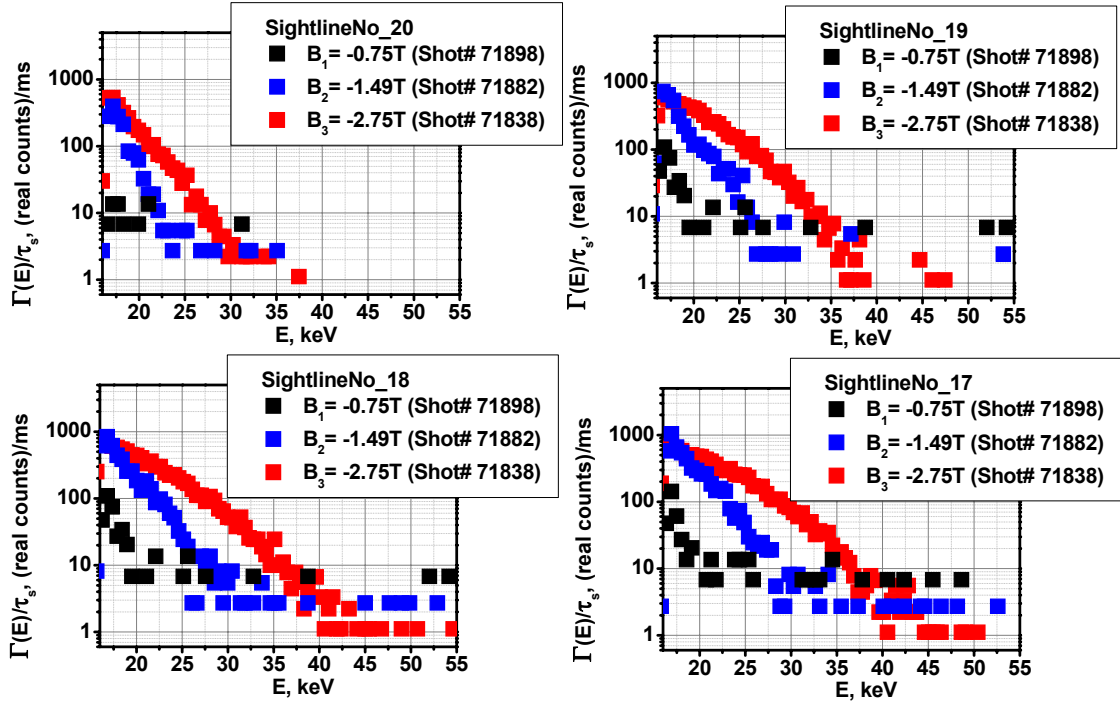 SightlineNo_20
B1= -0.75T (Shot# 71898)
B2= -1.49T (Shot# 71882)
B3= -2.75T (Shot# 71838)
Γ(E)/τs, (real counts)/ms
1000
100
10
1
20 25 30 35 40 45 50 55
E, keV
SightlineNo_19
B1= -0.75T (Shot# 71898)
B2= -1.49T (Shot# 71882)
B3= -2.75T (Shot# 71838)
Γ(E)/τs, (real counts)/ms
1000
100
10
1
20 25 30 35 40 45 50 55
E, keV
SightlineNo_18
B1= -0.75T (Shot# 71898)
B2= -1.49T (Shot# 71882)
B3= -2.75T (Shot# 71838)
Γ(E)/τs, (real counts)/ms
1000
100
10
1
20 25 30 35 40 45 50 55
E, keV
SightlineNo_17
B1= -0.75T (Shot# 71898)
B2= -1.49T (Shot# 71882)
B3= -2.75T (Shot# 71838)
Γ(E)/τs, (real counts)/ms
1000
100
10
1
20 25 30 35 40 45 50 55
E, keV